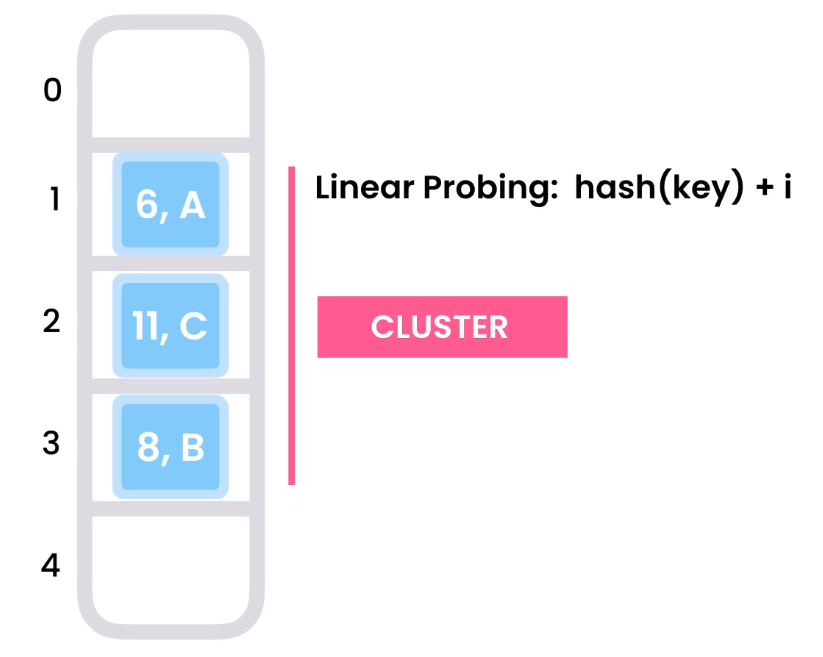 0
1
6, A
Linear Probing: hash(key) + i
2
11, C
CLUSTER
3
8, B
4